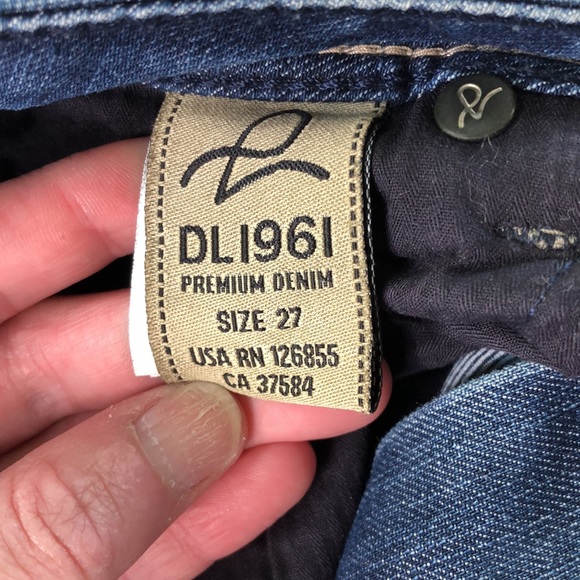 DL1961
PREMIUM DENIM
SIZE 27
USA RN 126855
CA 37584